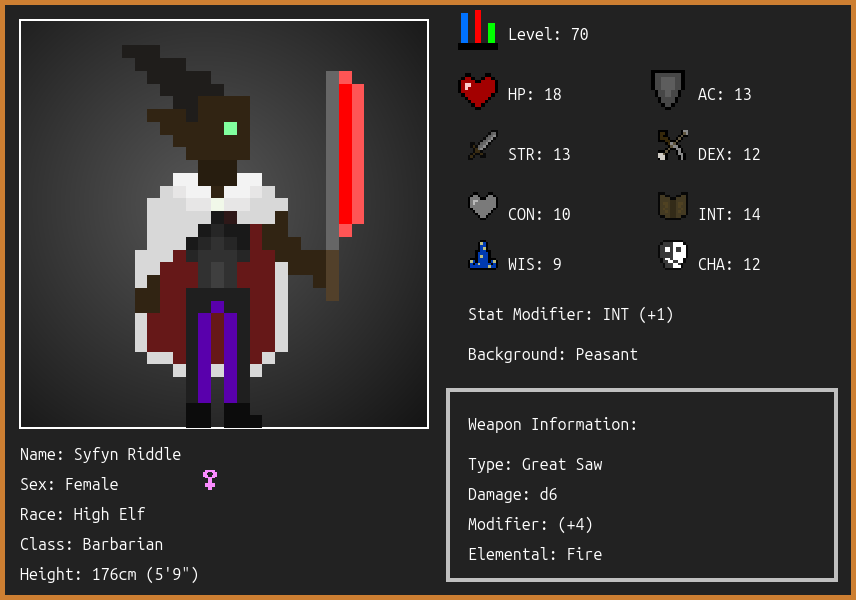 Level: 70
HP: 18
AC: 13
STR: 13
DEX: 12
CON: 10
INT: 14
WIS: 9
CHA: 12
Stat Modifier: INT (+1)
Background: Peasant
Weapon Information:
Type: Great Saw
Damage: d6
Modifier: (+4)
Elemental: Fire
Name: Syfyn Riddle
Sex: Female
Race: High Elf
Class: Barbarian
Height: 176cm (5'9")